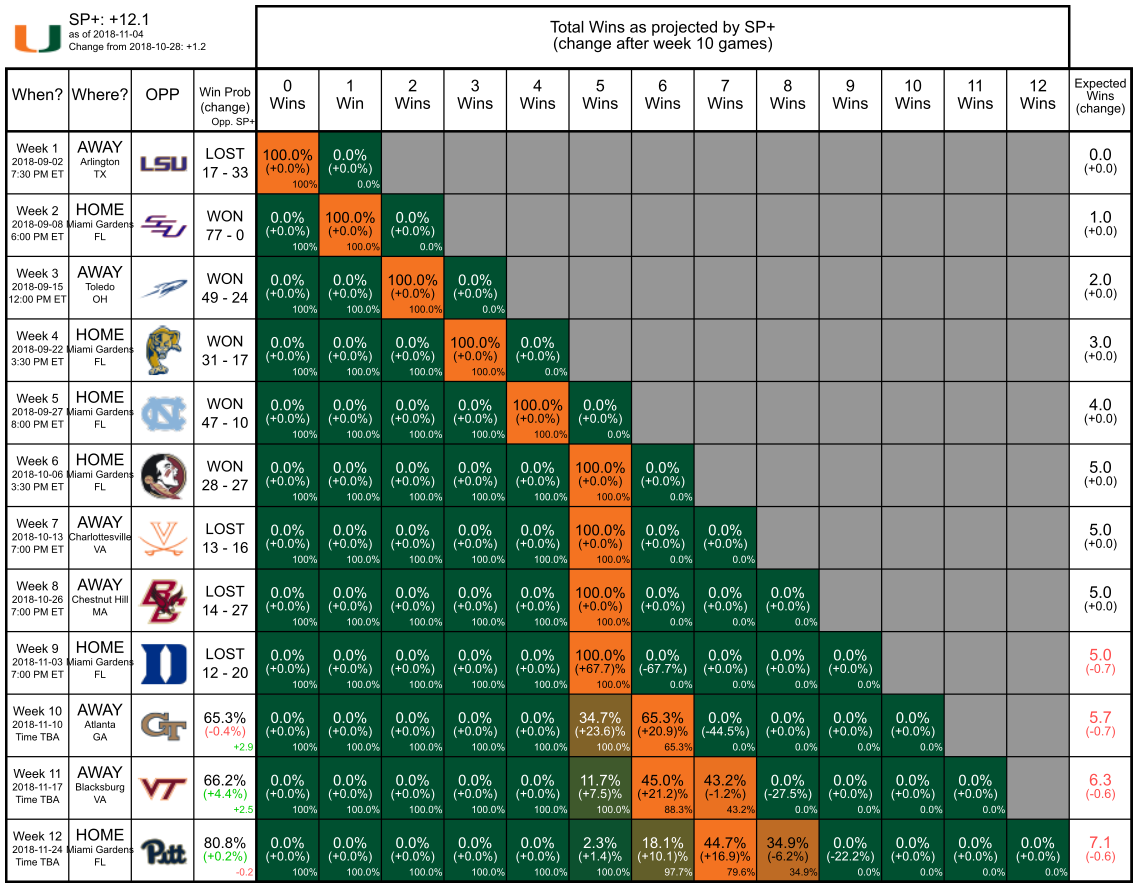 SP+: +12.1
as of 2018-11-04
Change from 2018-10-28: +1.2
Total Wins as projected by SP+
(change after week 10 games)
When? Where? OPP Win Prob (change) Opp. SP+ 0 Wins 1 Win 2 Wins 3 Wins 4 Wins 5 Wins 6 Wins 7 Wins 8 Wins 9 Wins 10 Wins 11 Wins 12 Wins Expected Wins (change)
Week 1 AWAY
2018-09-02 Arlington LSU LOST 100.0% 0.0% 0.0
7:30 PM ET TX 17 - 33 (+0.0%) (+0.0%) (+0.0)
100% 0.0%
Week 2 HOME
2018-09-08 Miami Gardens SSU WON 0.0% 100.0% 0.0% 1.0
6:00 PM ET FL 77 - 0 (+0.0%) (+0.0%) (+0.0%) (+0.0)
100% 100.0% 0.0%
Week 3 AWAY
2018-09-15 Toledo WON 0.0% 0.0% 100.0% 0.0% 2.0
12:00 PM ET OH 49 - 24 (+0.0%) (+0.0%) (+0.0%) (+0.0%) (+0.0)
100% 100.0% 100.0% 0.0%
Week 4 HOME
2018-09-22 Miami Gardens WON 0.0% 0.0% 0.0% 100.0% 0.0% 3.0
3:30 PM ET FL 31 - 17 (+0.0%) (+0.0%) (+0.0%) (+0.0%) (+0.0%) (+0.0)
100% 100.0% 100.0% 100.0% 0.0%
Week 5 HOME
2018-09-27 Miami Gardens NC WON 0.0% 0.0% 0.0% 0.0% 100.0% 0.0% 4.0
8:00 PM ET FL 47 - 10 (+0.0%) (+0.0%) (+0.0%) (+0.0%) (+0.0%) (+0.0%) (+0.0)
100% 100.0% 100.0% 100.0% 100.0% 0.0%
Week 6 HOME
2018-10-06 Miami Gardens WON 0.0% 0.0% 0.0% 0.0% 0.0% 100.0% 0.0% 5.0
3:30 PM ET FL 28 - 27 (+0.0%) (+0.0%) (+0.0%) (+0.0%) (+0.0%) (+0.0%) (+0.0%) (+0.0)
100% 100.0% 100.0% 100.0% 100.0% 100.0% 0.0%
Week 7 AWAY
2018-10-13 Charlottesville V LOST 0.0% 0.0% 0.0% 0.0% 0.0% 100.0% 0.0% 0.0% 5.0
7:00 PM ET VA 13 - 16 (+0.0%) (+0.0%) (+0.0%) (+0.0%) (+0.0%) (+0.0%) (+0.0%) (+0.0%) (+0.0)
100% 100.0% 100.0% 100.0% 100.0% 100.0% 0.0% 0.0%
Week 8 AWAY
2018-10-26 Chestnut Hill BC LOST 0.0% 0.0% 0.0% 0.0% 0.0% 100.0% 0.0% 0.0% 0.0% 5.0
7:00 PM ET MA 14 - 27 (+0.0%) (+0.0%) (+0.0%) (+0.0%) (+0.0%) (+0.0%) (+0.0%) (+0.0%) (+0.0%) (+0.0)
100% 100.0% 100.0% 100.0% 100.0% 100.0% 0.0% 0.0% 0.0%
Week 9 HOME
2018-11-03 Miami Gardens D LOST 0.0% 0.0% 0.0% 0.0% 0.0% 100.0% 0.0% 0.0% 0.0% 0.0% 5.0
7:00 PM ET FL 12 - 20 (+0.0%) (+0.0%) (+0.0%) (+0.0%) (+0.0%) (+67.7)% (-67.7%) (+0.0%) (+0.0%) (+0.0%) (-0.7)
100% 100.0% 100.0% 100.0% 100.0% 100.0% 0.0% 0.0% 0.0% 0.0%
Week 10 AWAY
2018-11-10 Atlanta GT 65.3% 0.0% 0.0% 0.0% 0.0% 0.0% 34.7% 65.3% 0.0% 0.0% 0.0% 0.0% 5.7
Time TBA GA (-0.4%) (+0.0%) (+0.0%) (+0.0%) (+0.0%) (+0.0%) (+23.6)% (+20.9)% (-44.5%) (+0.0%) (+0.0%) (+0.0%) (-0.7)
+2.9 100% 100.0% 100.0% 100.0% 100.0% 100.0% 65.3% 0.0% 0.0% 0.0% 0.0%
Week 11 AWAY
2018-11-17 Blacksburg VT 66.2% 0.0% 0.0% 0.0% 0.0% 0.0% 11.7% 45.0% 43.2% 0.0% 0.0% 0.0% 0.0% 6.3
Time TBA VA (+4.4%) (+0.0%) (+0.0%) (+0.0%) (+0.0%) (+0.0%) (+7.5)% (+21.2)% (-1.2%) (-27.5%) (+0.0%) (+0.0%) (+0.0%) (-0.6)
+2.5 100% 100.0% 100.0% 100.0% 100.0% 100.0% 88.3% 43.2% 0.0% 0.0% 0.0% 0.0%
Week 12 HOME
2018-11-24 Miami Gardens Pitt 80.8% 0.0% 0.0% 0.0% 0.0% 0.0% 2.3% 18.1% 44.7% 34.9% 0.0% 0.0% 0.0% 0.0% 7.1
Time TBA FL (+0.2%) (+0.0%) (+0.0%) (+0.0%) (+0.0%) (+0.0%) (+1.4)% (+10.1)% (+16.9)% (-6.2%) (-22.2%) (+0.0%) (+0.0%) (+0.0%) (-0.6)
-0.2 100% 100.0% 100.0% 100.0% 100.0% 100.0% 97.7% 79.6% 34.9% 0.0% 0.0% 0.0% 0.0%